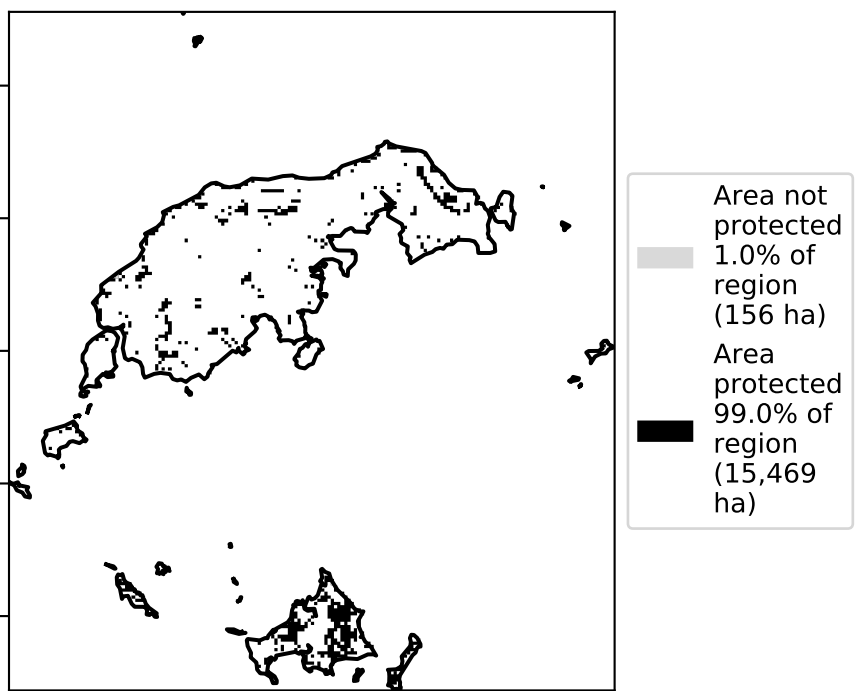 Area not
protected
1.0% of
region
(156 ha)
Area
protected
99.0% of
region
(15,469
ha)